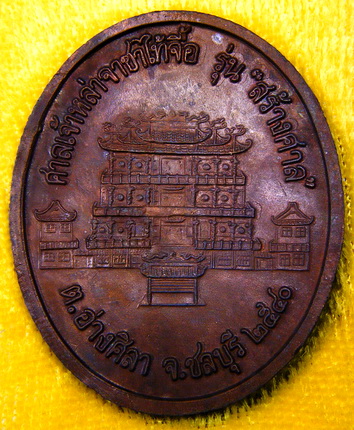 ศาลเจ้าหน่าจาซาไท้จื้อ รุ่น "สร้างศาล"
ต.อ่างศิลา จ.ชลบุรี ๒๕๔๑